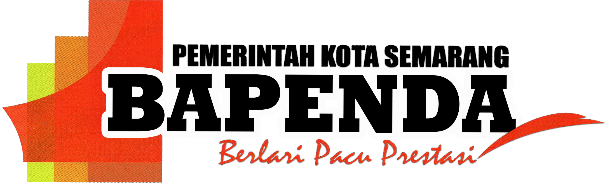 PEMERINTAH KOTA SEMARANG
BAPENDA
Berlari Pacu Prestasi